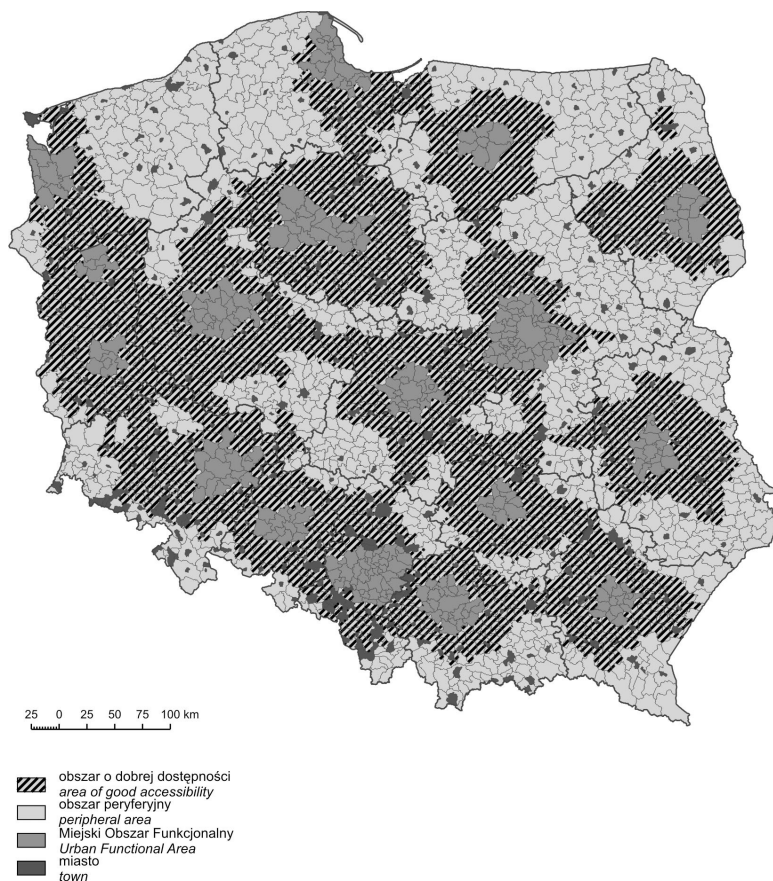 25 0 25 50 75 100 km
obszar o dobrej dostępności
area of good accessibility
obszar peryferyjny
peripheral area
Miejski Obszar Funkcjonalny
Urban Functional Area
miasto
town